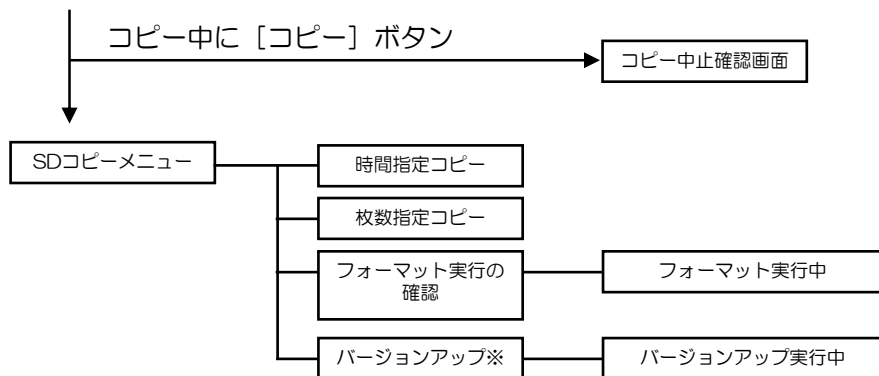 コピー中に［コピー］ボタン
コピー中止確認画面
SDコピーメニュー
時間指定コピー
枚数指定コピー
フォーマット実行の
確認
フォーマット実行中
バージョンアップ※
バージョンアップ実行中